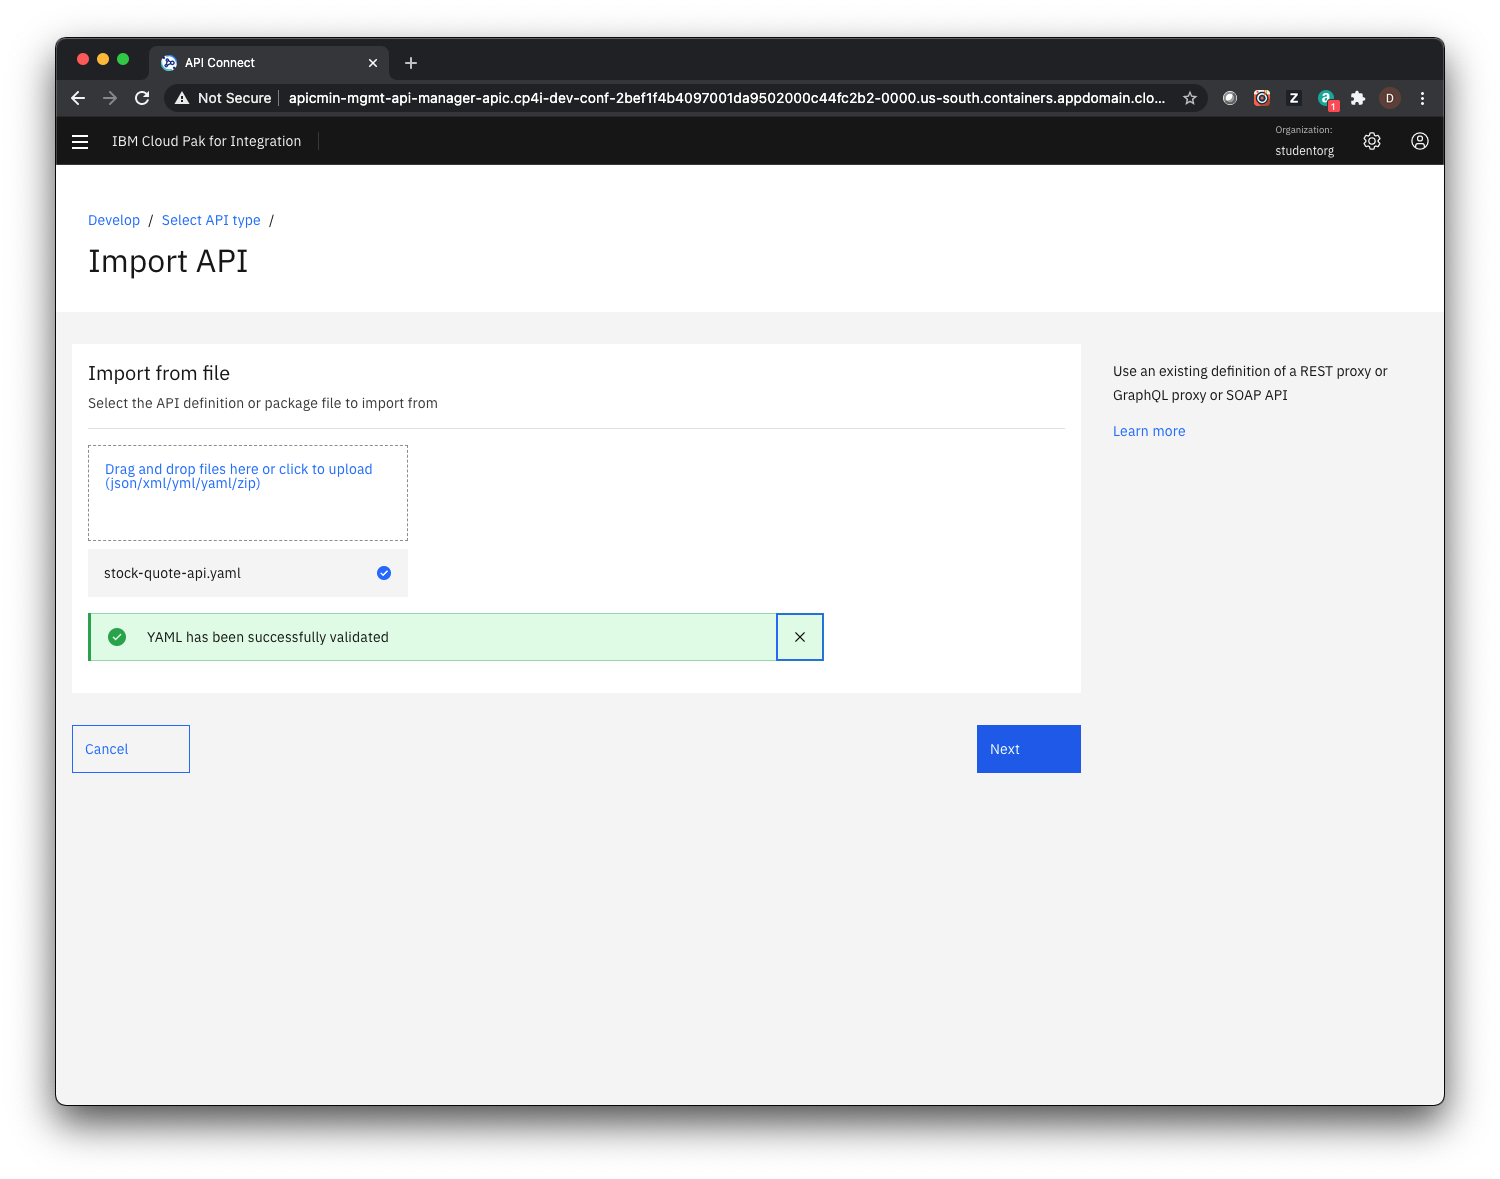 API Connect
Not Secure
apicmin-mgmt-api-manager-apic.cp4i-dev-conf-2bef1f4b4097001da9502000c44fc2b2-0000.us-south.containers.appdomain.clo...
Z
a
1
D
IBM Cloud Pak for Integration
Organization:
studentorg
Develop / Select API type /
Import API
Import from file
Select the API definition or package file to import from
Drag and drop files here or click to upload
(json/xml/yml/yaml/zip)
stock-quote-api.yaml
YAML has been successfully validated
Cancel
Next
Use an existing definition of a REST proxy or
GraphQL proxy or SOAP API
Learn more